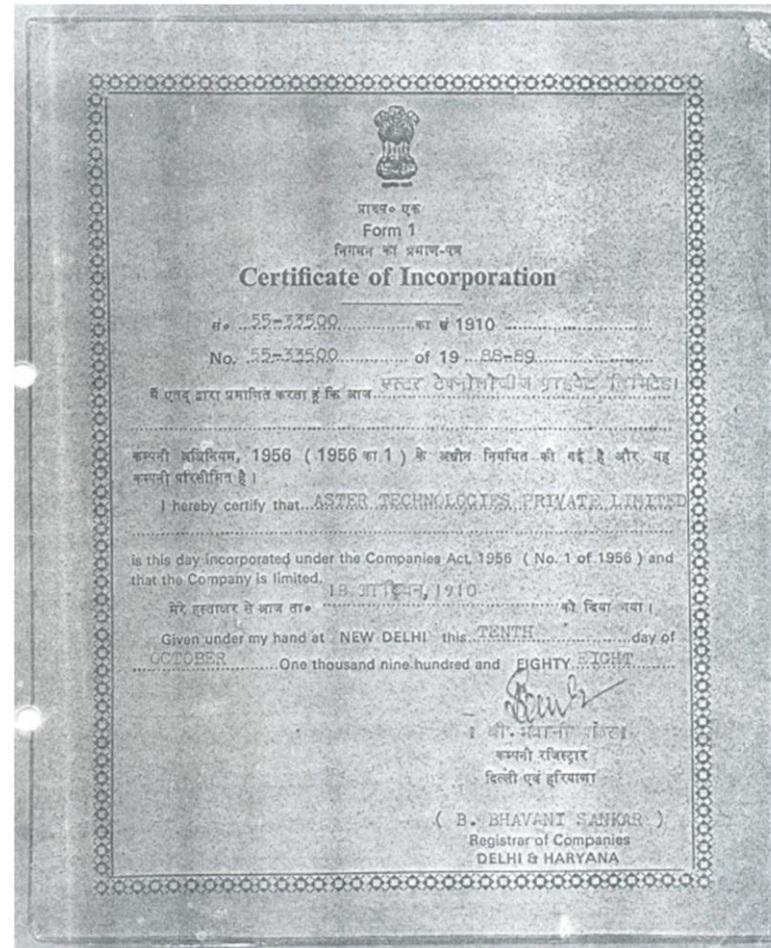 प्रारूप० एक
Form 1
निगमन का प्रमाण-पत्र
Certificate of Incorporation
सं० ...55-33500................का सं 1910 ..............................
No. ..55-33500.............. of 19 ...88-89.......................
मैं एतद् द्वारा प्रमाणित करता हूं कि आज....एस्टर टेक्नोलोजीज प्राइवेट लिमिटेड।
कम्पनी अधिनियम, 1956 ( 1956 का 1 ) के अधीन निगमित की गई है और यह
कम्पनी परिसीमित है।
I hereby certify that...ASTER TECHNOLOGIES PRIVATE LIMITED
is this day incorporated under the Companies Act, 1956 ( No. 1 of 1956 ) and
that the Company is limited.
मेरे हस्ताक्षर से आज ता० 18 आश्विन, 1910 को दिया गया।
Given under my hand at NEW DELHI this..TENTH................day of
OCTOBER..........One thousand nine hundred and EIGHTY EIGHT.....
कम्पनी रजिस्ट्रार
दिल्ली एवं हरियाणा
( B. BHAVANI SANKAR )
Registrar of Companies
DELHI & HARYANA